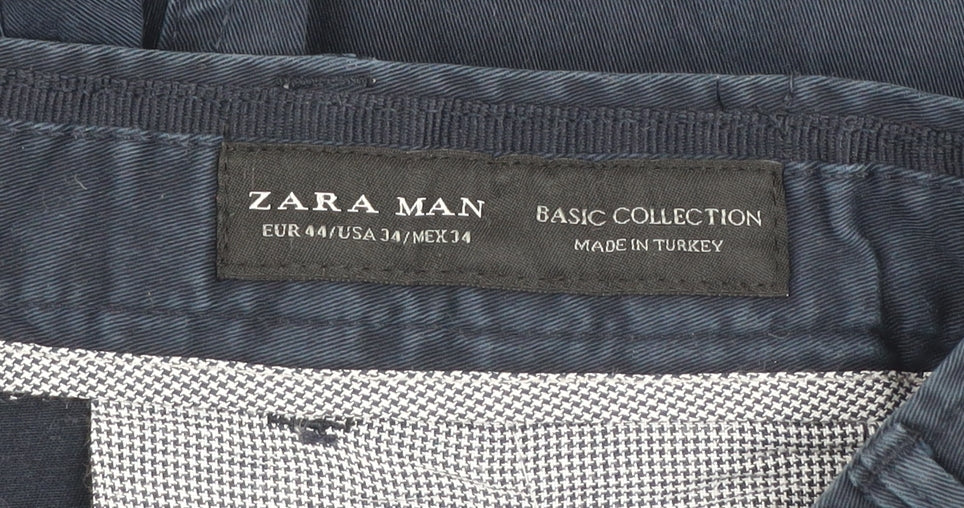 ZARA MAN
EUR 44/USA 34/MEX 34
BASIC COLLECTION
MADE IN TURKEY